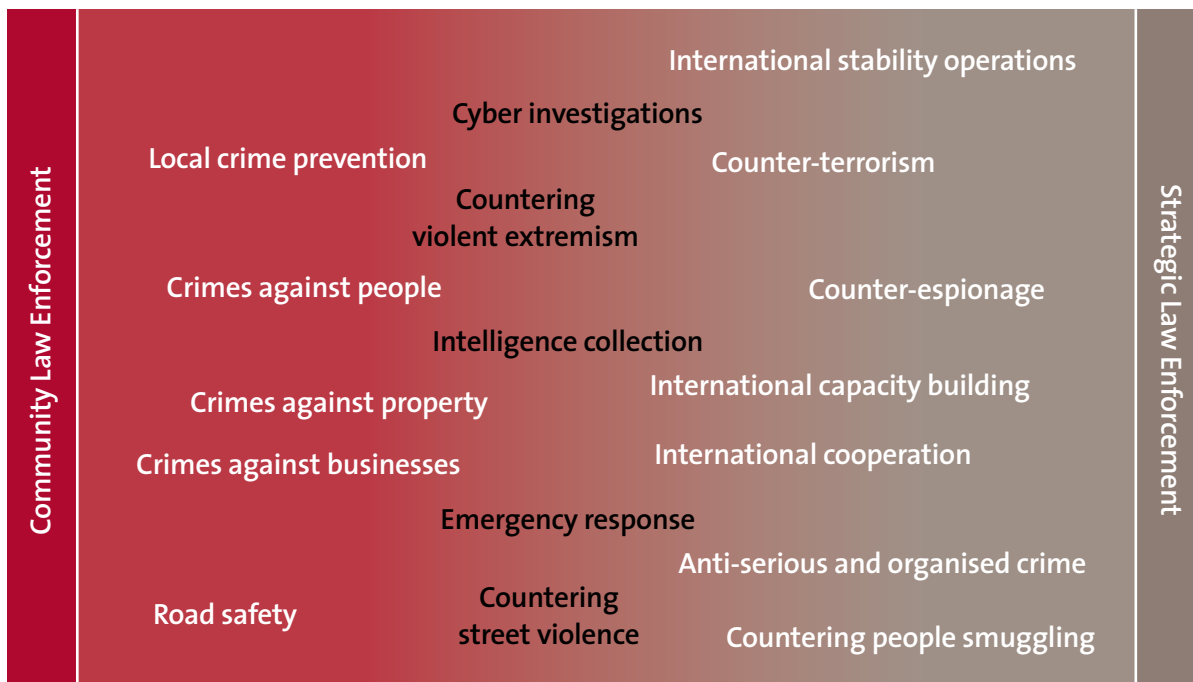 Community Law Enforcement
International stability operations
Cyber investigations
Local crime prevention
Counter-terrorism
Countering
violent extremism
Crimes against people
Counter-espionage
Intelligence collection
International capacity building
Crimes against property
International cooperation
Crimes against businesses
Emergency response
Anti-serious and organised crime
Countering
street violence
Road safety
Countering people smuggling
Strategic Law Enforcement